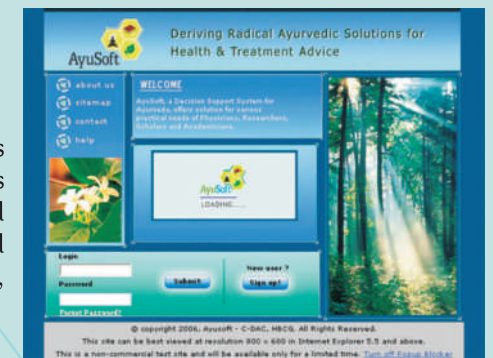 AyuSoft
Deriving Radical Ayurvedic Solutions for
Health & Treatment Advice
about us
sitemap
contact
help
WELCOME
AyuSoft, a Decision Support System for
Ayurveda, offers solution for various
practical needs of Physicians, Researchers,
Scholars and Academicians.
AyuSoft
LOADING....
Login
Password
Forgot Password?
Submit
New user ?
Sign up!
© copyright 2006, Ayusoft - C-DAC, HBCG. All Rights Reserved.
This site can be best viewed at resolution 800 x 600 in Internet Explorer 5.5 and above.
This is a non-commercial test site and will be available only for a limited time. Turn off Popup Blocker